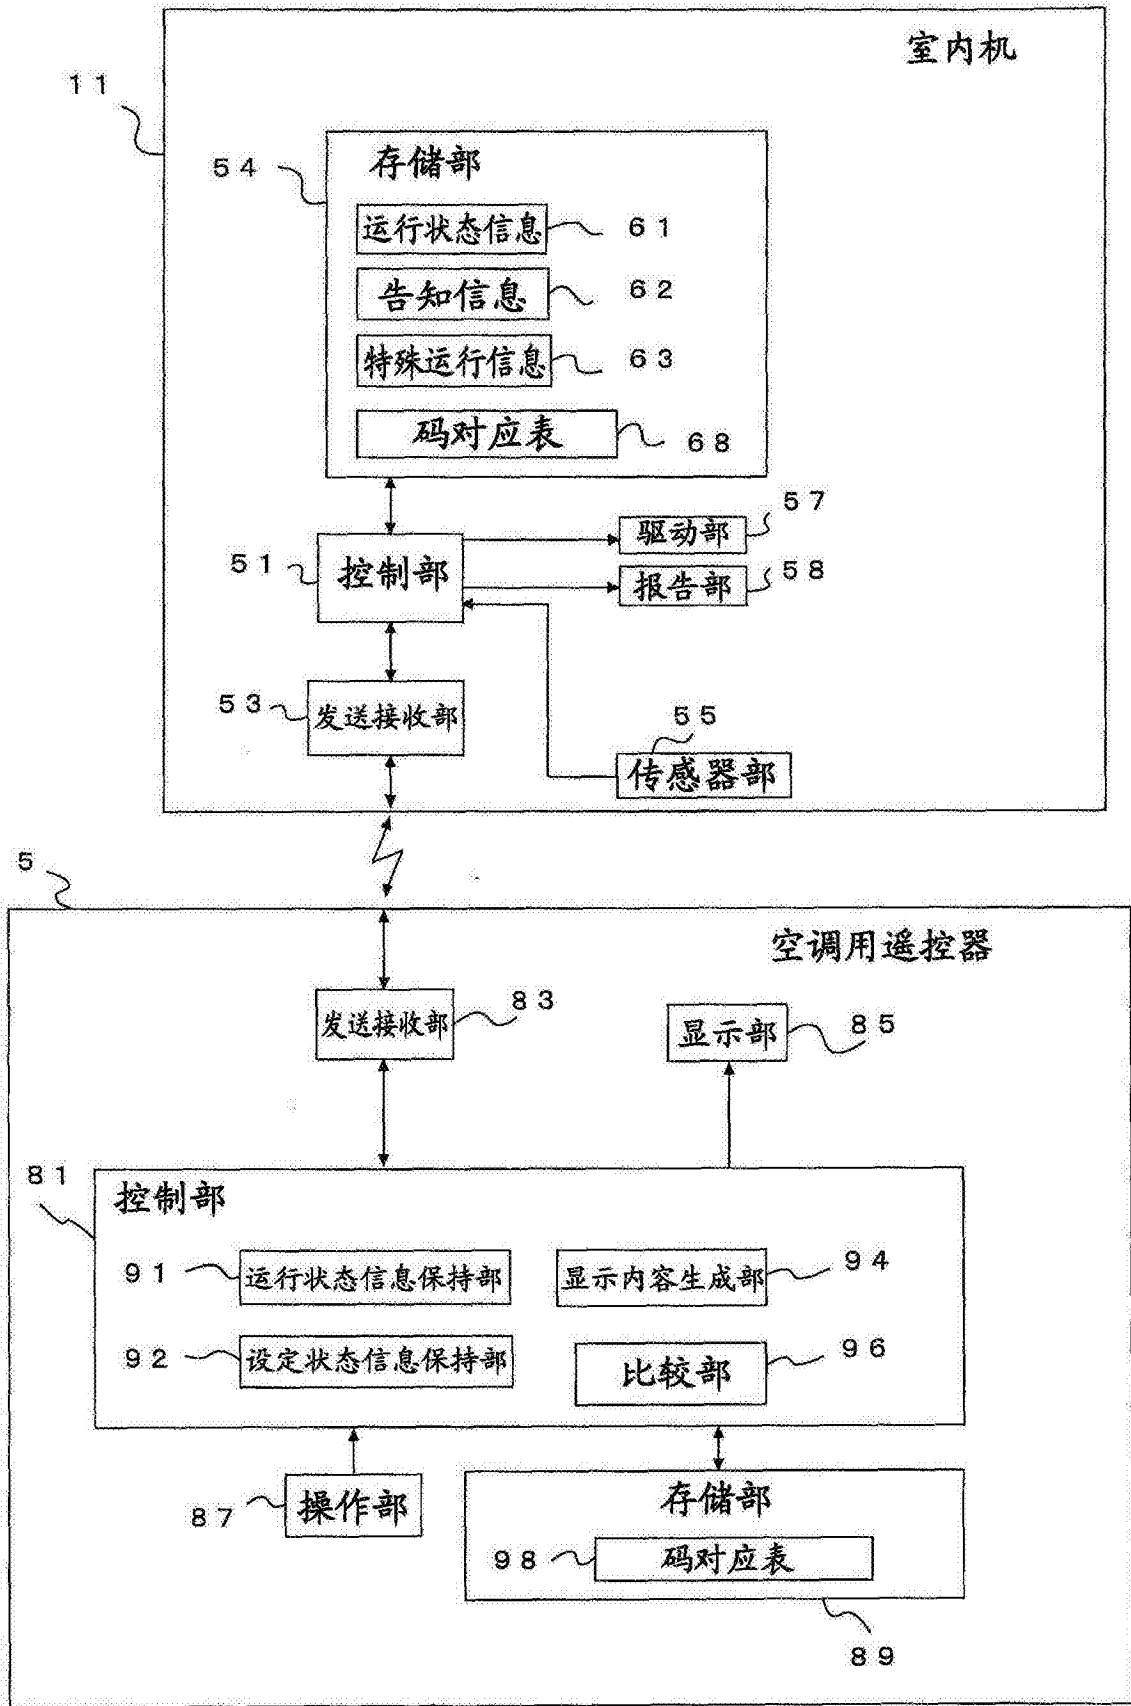 室内机
11
54
存储部
运行状态信息 61
告知信息 62
特殊运行信息 63
码对应表 68
57
驱动部
51
控制部
58
报告部
53
发送接收部
55
传感器部
5
空调用遥控器
83
发送接收部
85
显示部
81
控制部
91
运行状态信息保持部
94
显示内容生成部
92
设定状态信息保持部
96
比较部
87
操作部
存储部
98
码对应表
89